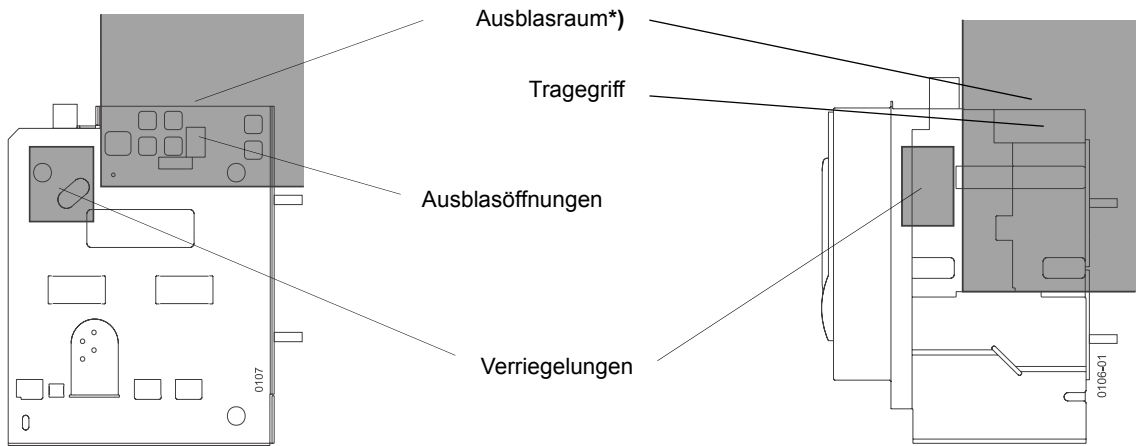 Ausblasraum*)
Tragegriff
Ausblasöffnungen
Verriegelungen
0107
0106-01